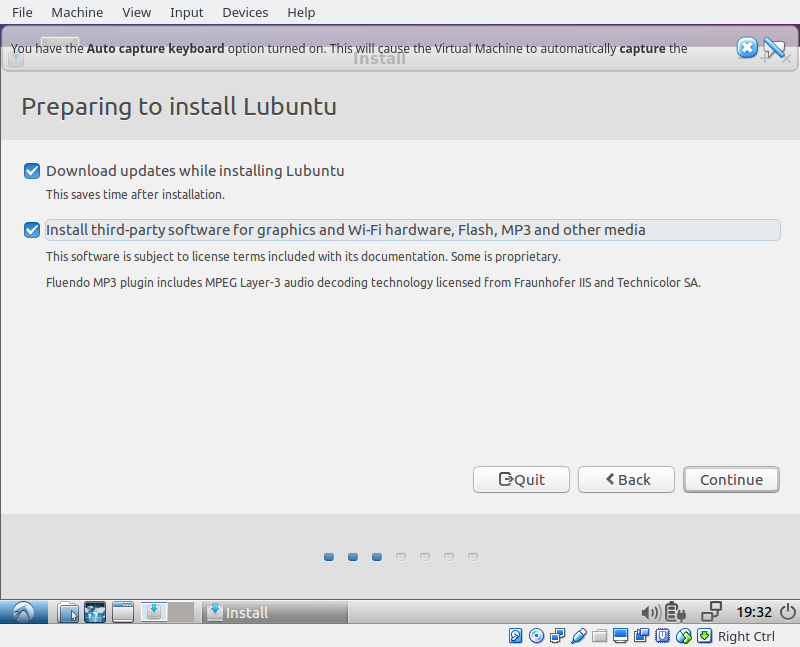 File Machine View Input Devices Help
You have the Auto capture keyboard option turned on. This will cause the Virtual Machine to automatically capture the
Install
Preparing to install Lubuntu
Download updates while installing Lubuntu
This saves time after installation.
Install third-party software for graphics and Wi-Fi hardware, Flash, MP3 and other media
This software is subject to license terms included with its documentation. Some is proprietary.
Fluendo MP3 plugin includes MPEG Layer-3 audio decoding technology licensed from Fraunhofer IIS and Technicolor SA.
Quit Back Continue
Install 19:32
Right Ctrl